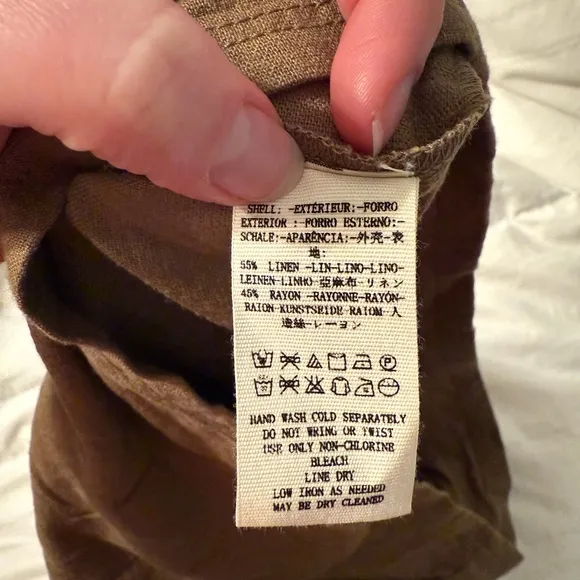 SHELL: -EXTÉRIEUR:-FORRO
EXTERIOR : FORRO ESTERNO:-
SCHALE:-APARÊNCIA:-外壳-表
地:
55% LINEN -LIN-LINO-LINO-
LEINEN-LINHO-亞麻布-リネン
45% RAYON -RAYONNE-RAYÓN-
RAION-KUNSTSEIDE-RAIOM-人
造絲-レーヨン
HAND WASH COLD SEPARATELY
DO NOT WRING OR TWIST
USE ONLY NON-CHLORINE
BLEACH
LINE DRY
LOW IRON AS NEEDED
MAY BE DRY CLEANED